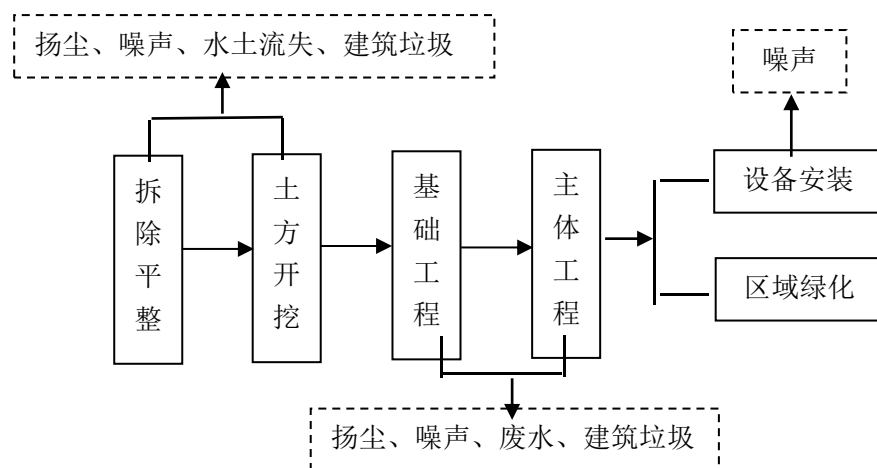 扬尘、噪声、水土流失、建筑垃圾
噪声
拆除平整
土方开挖
基础工程
主体工程
设备安装
区域绿化
扬尘、噪声、废水、建筑垃圾